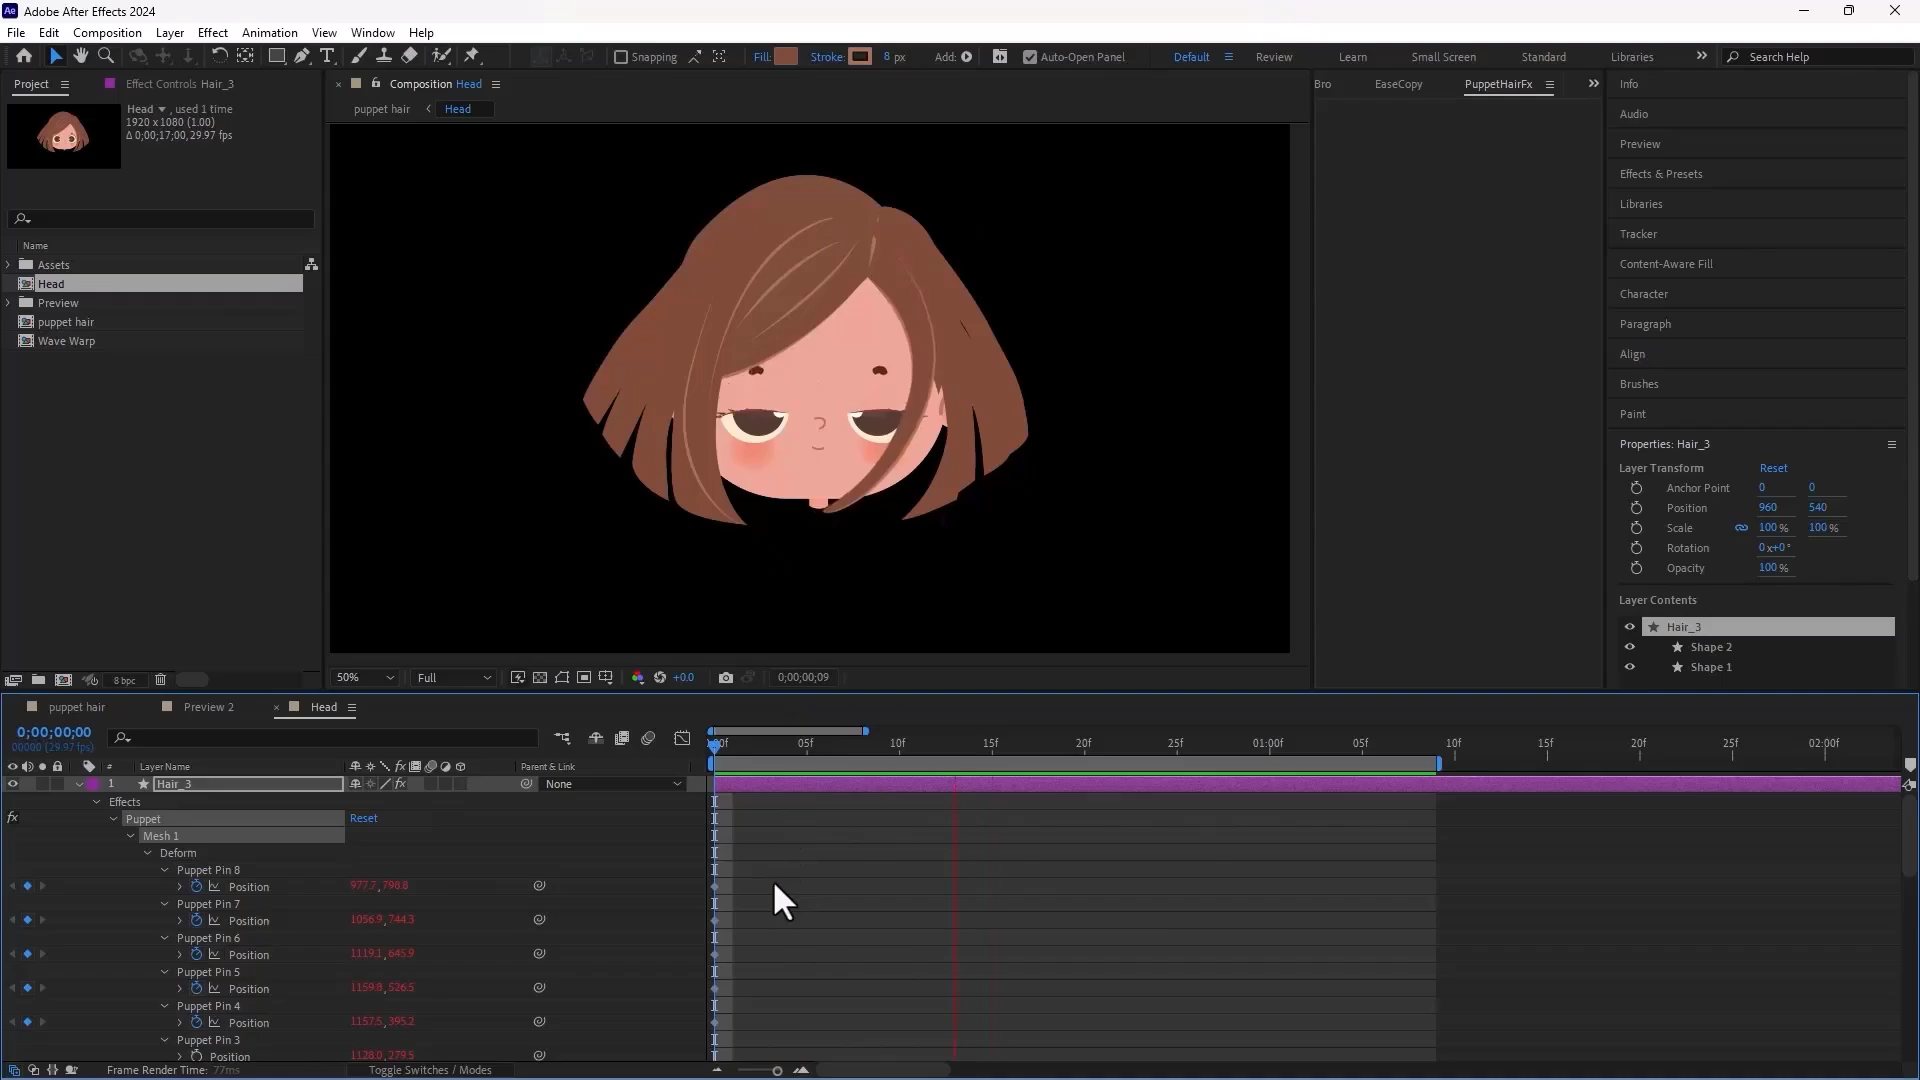 Ae Adobe After Effects 2024
File Edit Composition Layer Effect Animation View Window Help
T Snapping Fill: Stroke: 8 px Add: Auto-Open Panel Default Review Learn Small Screen Standard Libraries Search Help
Project Effect Controls Hair_3
Head , used 1 time
1920 x 1080 (1.00)
Δ 0;00;17;00, 29.97 fps
Name
Assets
Head
Preview
puppet hair
Wave Warp
8 bpc
Composition Head
puppet hair Head
50% Full +0.0 0;00;00;09
Bro EaseCopy PuppetHairFx
Info
Audio
Preview
Effects & Presets
Libraries
Tracker
Content-Aware Fill
Character
Paragraph
Align
Brushes
Paint
Properties: Hair_3
Layer Transform Reset
Anchor Point 0 0
Position 960 540
Scale 100 % 100 %
Rotation 0x+0°
Opacity 100 %
Layer Contents
Hair_3
Shape 2
Shape 1
puppet hair Preview 2 Head
0;00;00;00
00000 (29.97 fps)
05f 10f 15f 20f 25f 01:00f 05f 10f 15f 20f 25f 02:00f
# Layer Name fx Parent & Link
1 Hair_3 fx None
Effects
fx Puppet Reset
Mesh 1
Deform
Puppet Pin 8
Position 977.7, 798.8
Puppet Pin 7
Position 1056.9, 744.3
Puppet Pin 6
Position 1119.1, 645.9
Puppet Pin 5
Position 1159.8, 526.5
Puppet Pin 4
Position 1157.5, 395.2
Puppet Pin 3
Position 1128.0, 279.5
Frame Render Time: 77ms Toggle Switches / Modes